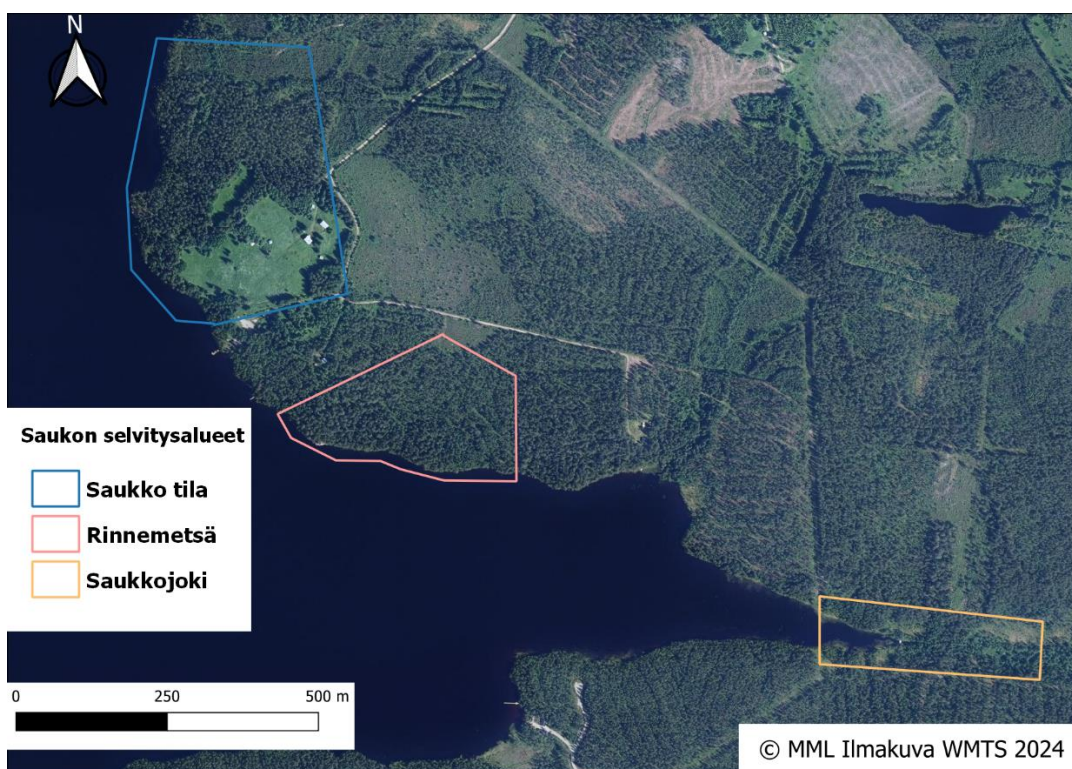 N
Saukon selvitysalueet
Saukko tila
Rinnemetsä
Saukkojoki
0 250 500 m
© MML Ilmakuva WMTS 2024